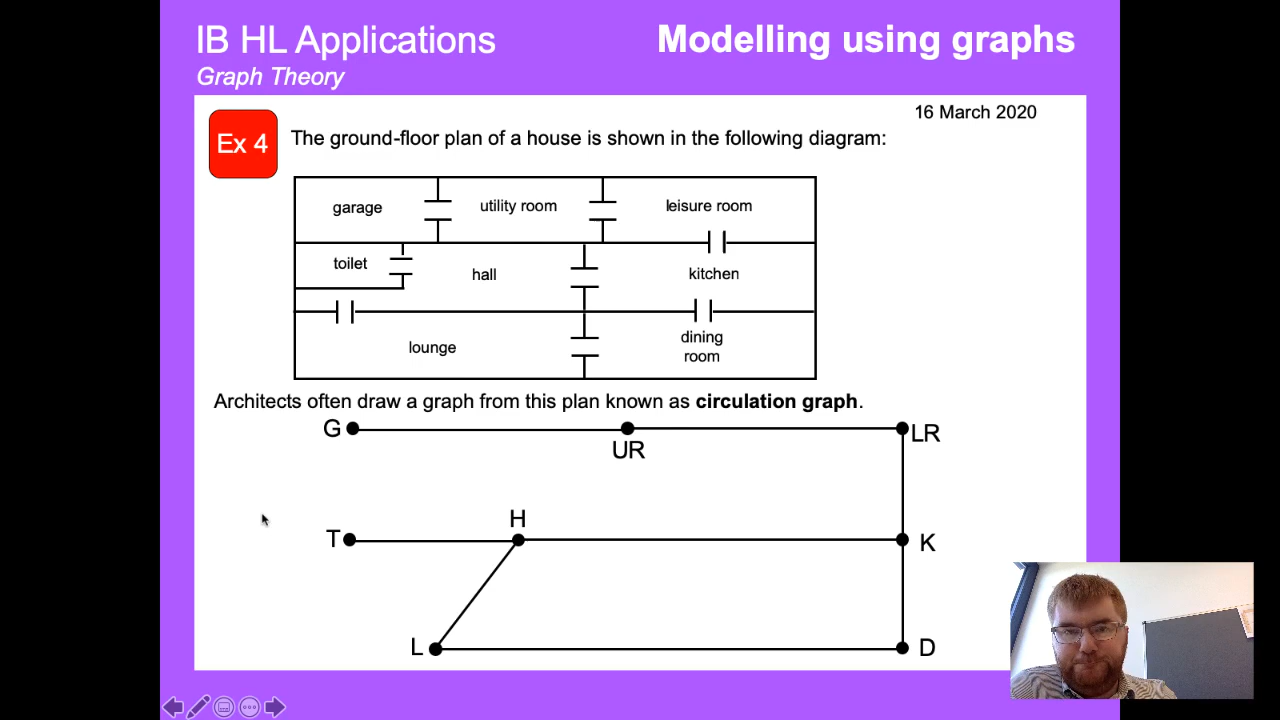 IB HL Applications
Modelling using graphs
Graph Theory
16 March 2020
Ex 4
The ground-floor plan of a house is shown in the following diagram:
garage
utility room
leisure room
toilet
hall
kitchen
lounge
dining
room
Architects often draw a graph from this plan known as circulation graph.
G
UR
LR
T
H
K
L
D